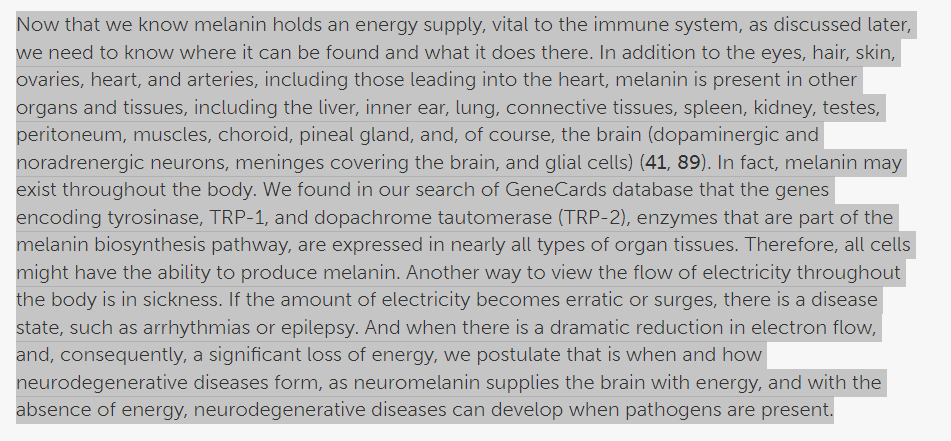 Now that we know melanin holds an energy supply, vital to the immune system, as discussed later,
we need to know where it can be found and what it does there. In addition to the eyes, hair, skin,
ovaries, heart, and arteries, including those leading into the heart, melanin is present in other
organs and tissues, including the liver, inner ear, lung, connective tissues, spleen, kidney, testes,
peritoneum, muscles, choroid, pineal gland, and, of course, the brain (dopaminergic and
noradrenergic neurons, meninges covering the brain, and glial cells) (41, 89). In fact, melanin may
exist throughout the body. We found in our search of GeneCards database that the genes
encoding tyrosinase, TRP-1, and dopachrome tautomerase (TRP-2), enzymes that are part of the
melanin biosynthesis pathway, are expressed in nearly all types of organ tissues. Therefore, all cells
might have the ability to produce melanin. Another way to view the flow of electricity throughout
the body is in sickness. If the amount of electricity becomes erratic or surges, there is a disease
state, such as arrhythmias or epilepsy. And when there is a dramatic reduction in electron flow,
and, consequently, a significant loss of energy, we postulate that is when and how
neurodegenerative diseases form, as neuromelanin supplies the brain with energy, and with the
absence of energy, neurodegenerative diseases can develop when pathogens are present.